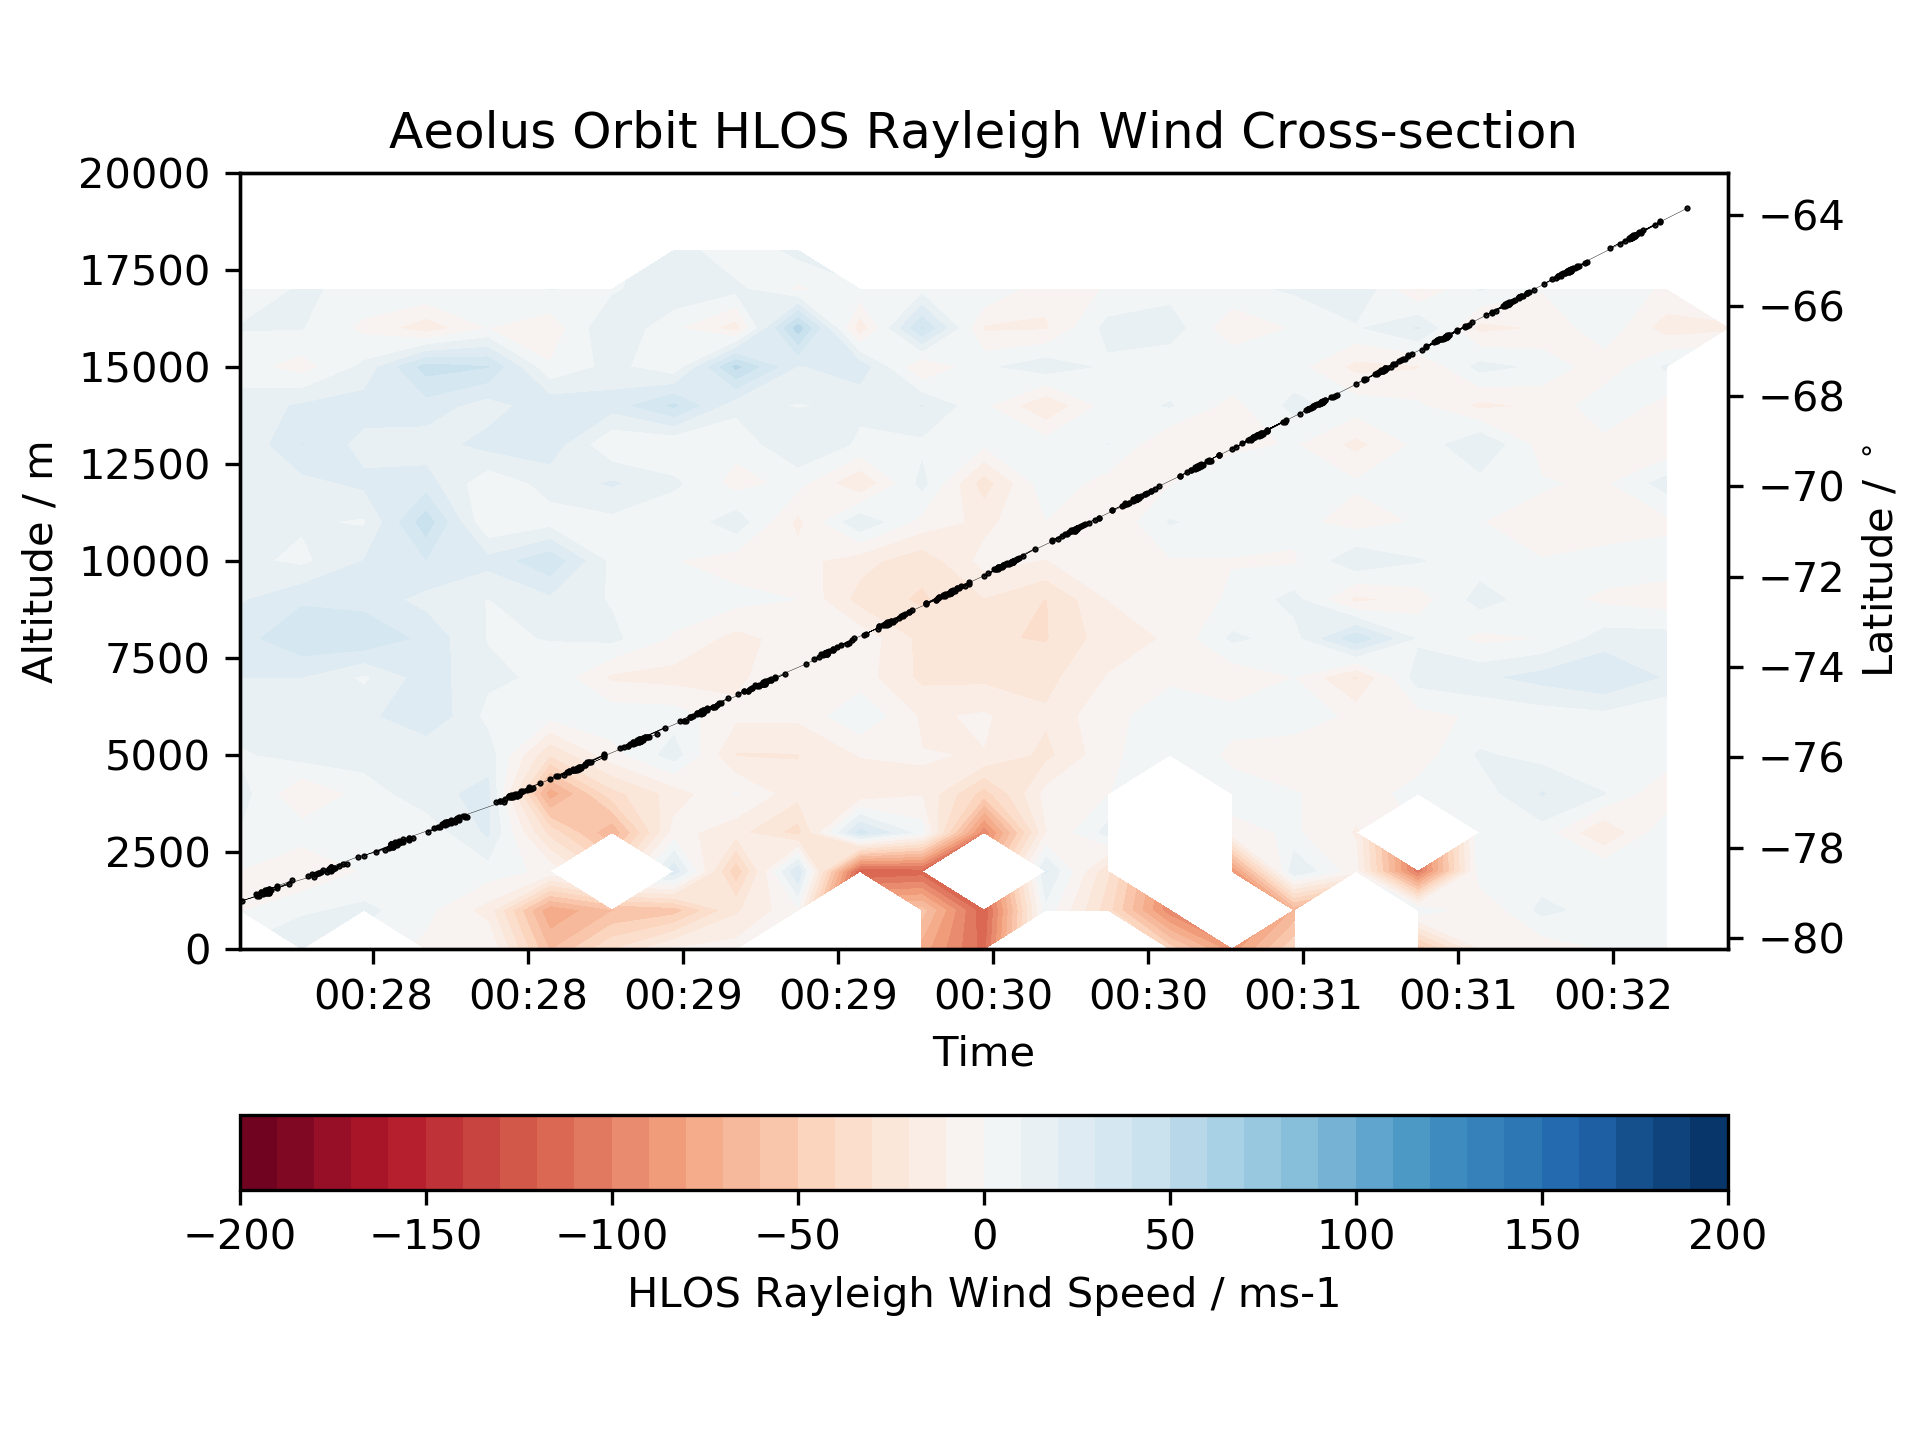 Aeolus Orbit HLOS Rayleigh Wind Cross-section
20000
17500
15000
12500
10000
7500
5000
2500
0
Altitude / m
−64
−66
−68
−70
−72
−74
−76
−78
−80
Latitude / °
00:28 00:28 00:29 00:29 00:30 00:30 00:31 00:31 00:32
Time
−200 −150 −100 −50 0 50 100 150 200
HLOS Rayleigh Wind Speed / ms-1